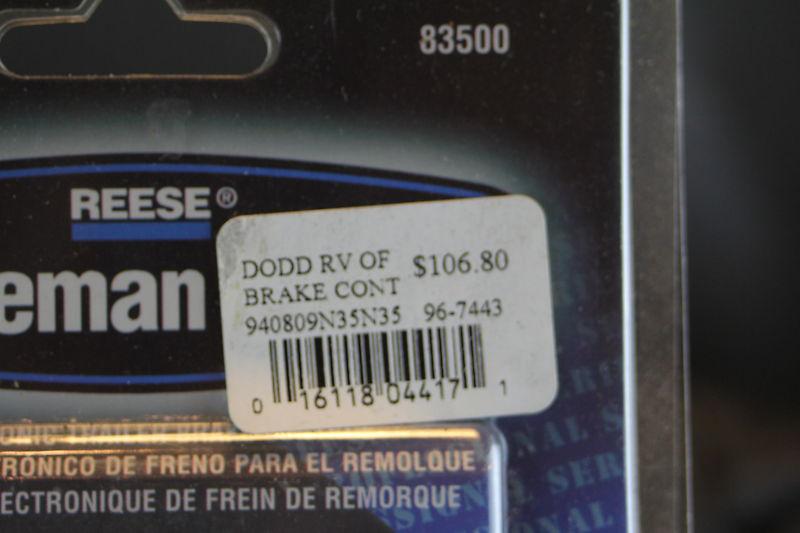 83500
REESE®
eman
DODD RV OF $106.80
BRAKE CONT
940809N35N35 96-7443
0 16118 04417 1
TRÓNICO DE FRENO PARA EL REMOLQUE
ECTRONIQUE DE FREIN DE REMORQUE